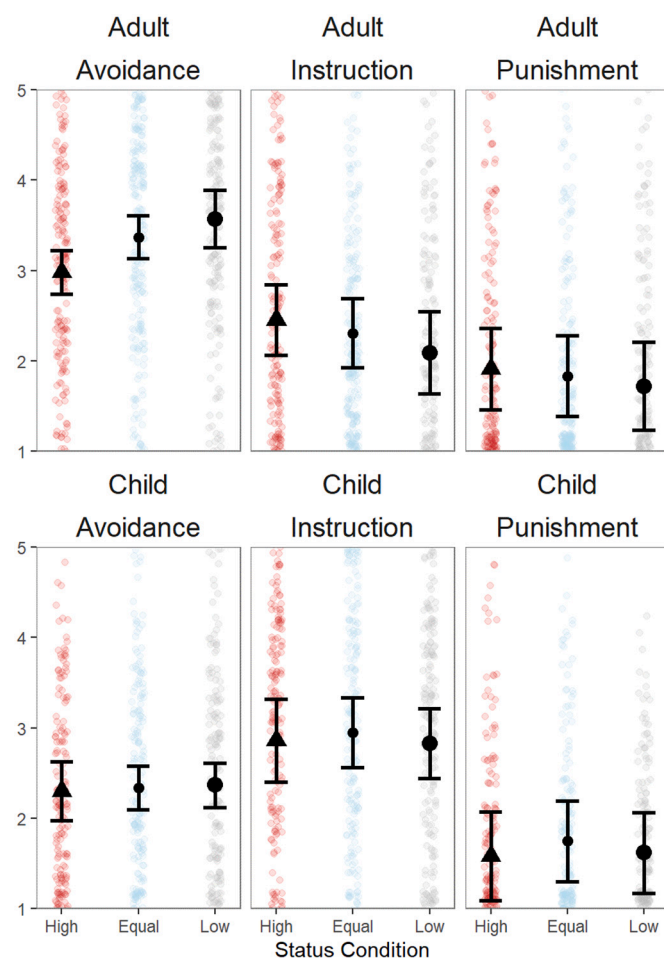 Adult Adult Adult
Avoidance Instruction Punishment
5
4
3
2
1
Child Child Child
Avoidance Instruction Punishment
5
4
3
2
1
High Equal Low High Equal Low High Equal Low
Status Condition